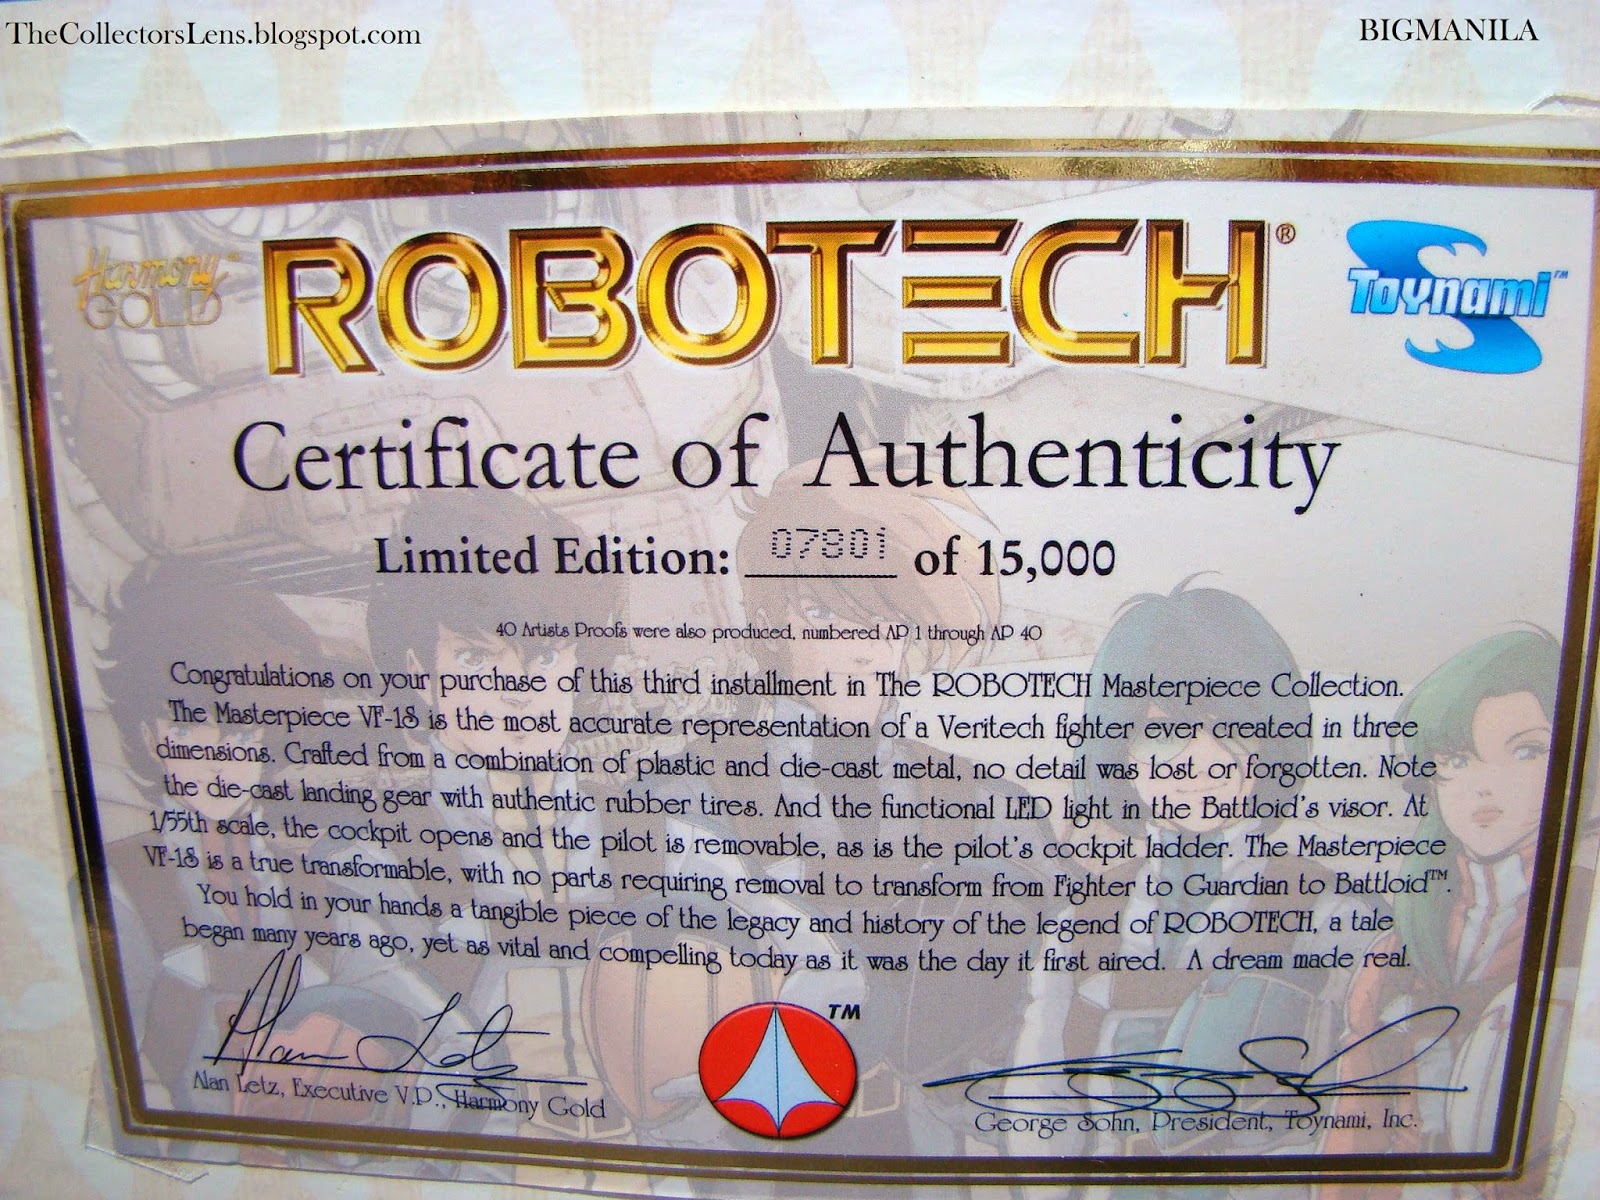 TheCollectorsLens.blogspot.com
BIGMANILA
Harmony™
GOLD
ROBOTECH®
Toynami™
Certificate of Authenticity
Limited Edition: 07801 of 15,000
40 Artists Proofs were also produced, numbered AP 1 through AP 40
Congratulations on your purchase of this third installment in The ROBOTECH Masterpiece Collection.
The Masterpiece VF-1S is the most accurate representation of a Veritech fighter ever created in three
dimensions. Crafted from a combination of plastic and die-cast metal, no detail was lost or forgotten. Note
the die-cast landing gear with authentic rubber tires. And the functional LED light in the Battloid's visor. At
1/55th scale, the cockpit opens and the pilot is removable, as is the pilot's cockpit ladder. The Masterpiece
VF-1S is a true transformable, with no parts requiring removal to transform from Fighter to Guardian to Battloid™.
You hold in your hands a tangible piece of the legacy and history of the legend of ROBOTECH, a tale
began many years ago, yet as vital and compelling today as it was the day it first aired. A dream made real.
Alan Letz
TM
Alan Letz, Executive V.P., Harmony Gold
George Sohn, President, Toynami, Inc.